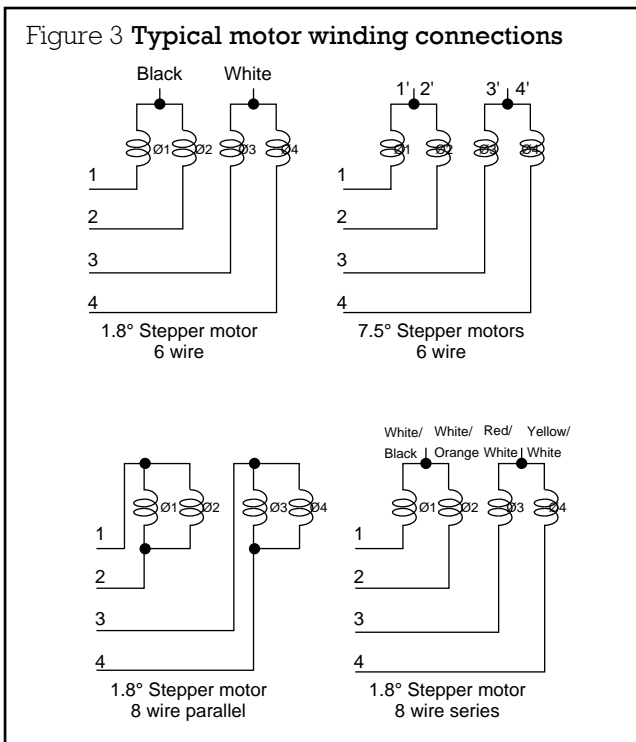 Figure 3 Typical motor winding connections
Black White
Ø1 Ø2 Ø3 Ø4
1
2
3
4
1.8° Stepper motor
6 wire
1' 2' 3' 4'
Ø1 Ø2 Ø3 Ø4
1
2
3
4
7.5° Stepper motors
6 wire
Ø1 Ø2 Ø3 Ø4
1
2
3
4
1.8° Stepper motor
8 wire parallel
White/ White/ Red/ Yellow/
Black Orange White White
Ø1 Ø2 Ø3 Ø4
1
2
3
4
1.8° Stepper motor
8 wire series